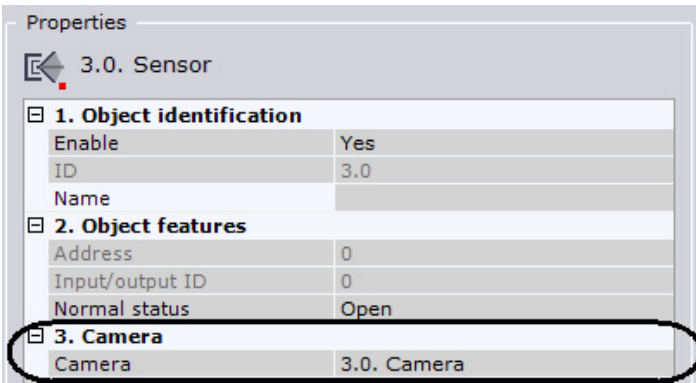 Properties
3.0. Sensor
1. Object identification
Enable Yes
ID 3.0
Name
2. Object features
Address 0
Input/output ID 0
Normal status Open
3. Camera
Camera 3.0. Camera